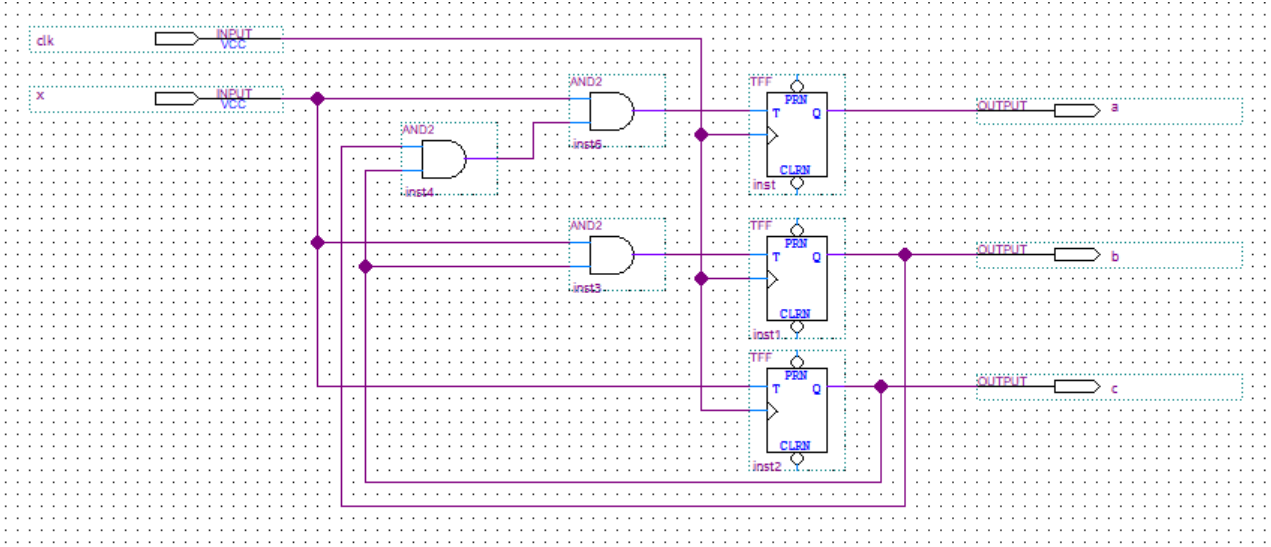 clk
INPUT
VCC
x
INPUT
VCC
AND2
inst6
TFF
PRN
T Q
CLRN
inst
OUTPUT
a
AND2
inst4
AND2
inst3
TFF
PRN
T Q
CLRN
inst1
OUTPUT
b
TFF
PRN
T Q
CLRN
inst2
OUTPUT
c